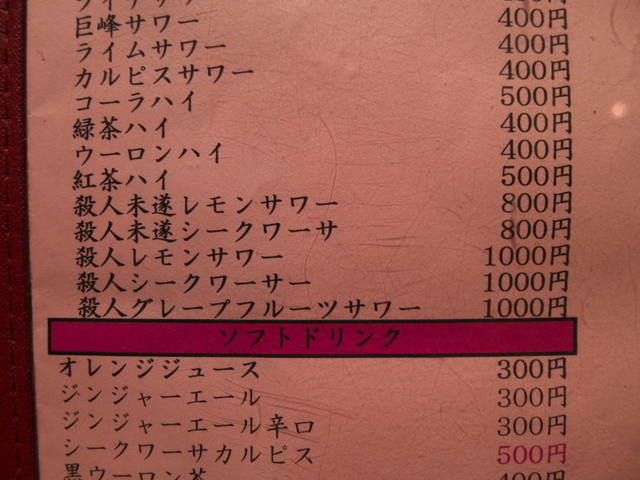 巨峰サワー 400円
ライムサワー 400円
カルピスサワー 400円
コーラハイ 500円
緑茶ハイ 400円
ウーロンハイ 400円
紅茶ハイ 500円
殺人未遂レモンサワー 800円
殺人未遂シークワーサ 800円
殺人レモンサワー 1000円
殺人シークワーサー 1000円
殺人グレープフルーツサワー 1000円
ソフトドリンク
オレンジジュース 300円
ジンジャーエール 300円
ジンジャーエール辛口 300円
シークワーサカルピス 500円
黒ウーロン茶 400円